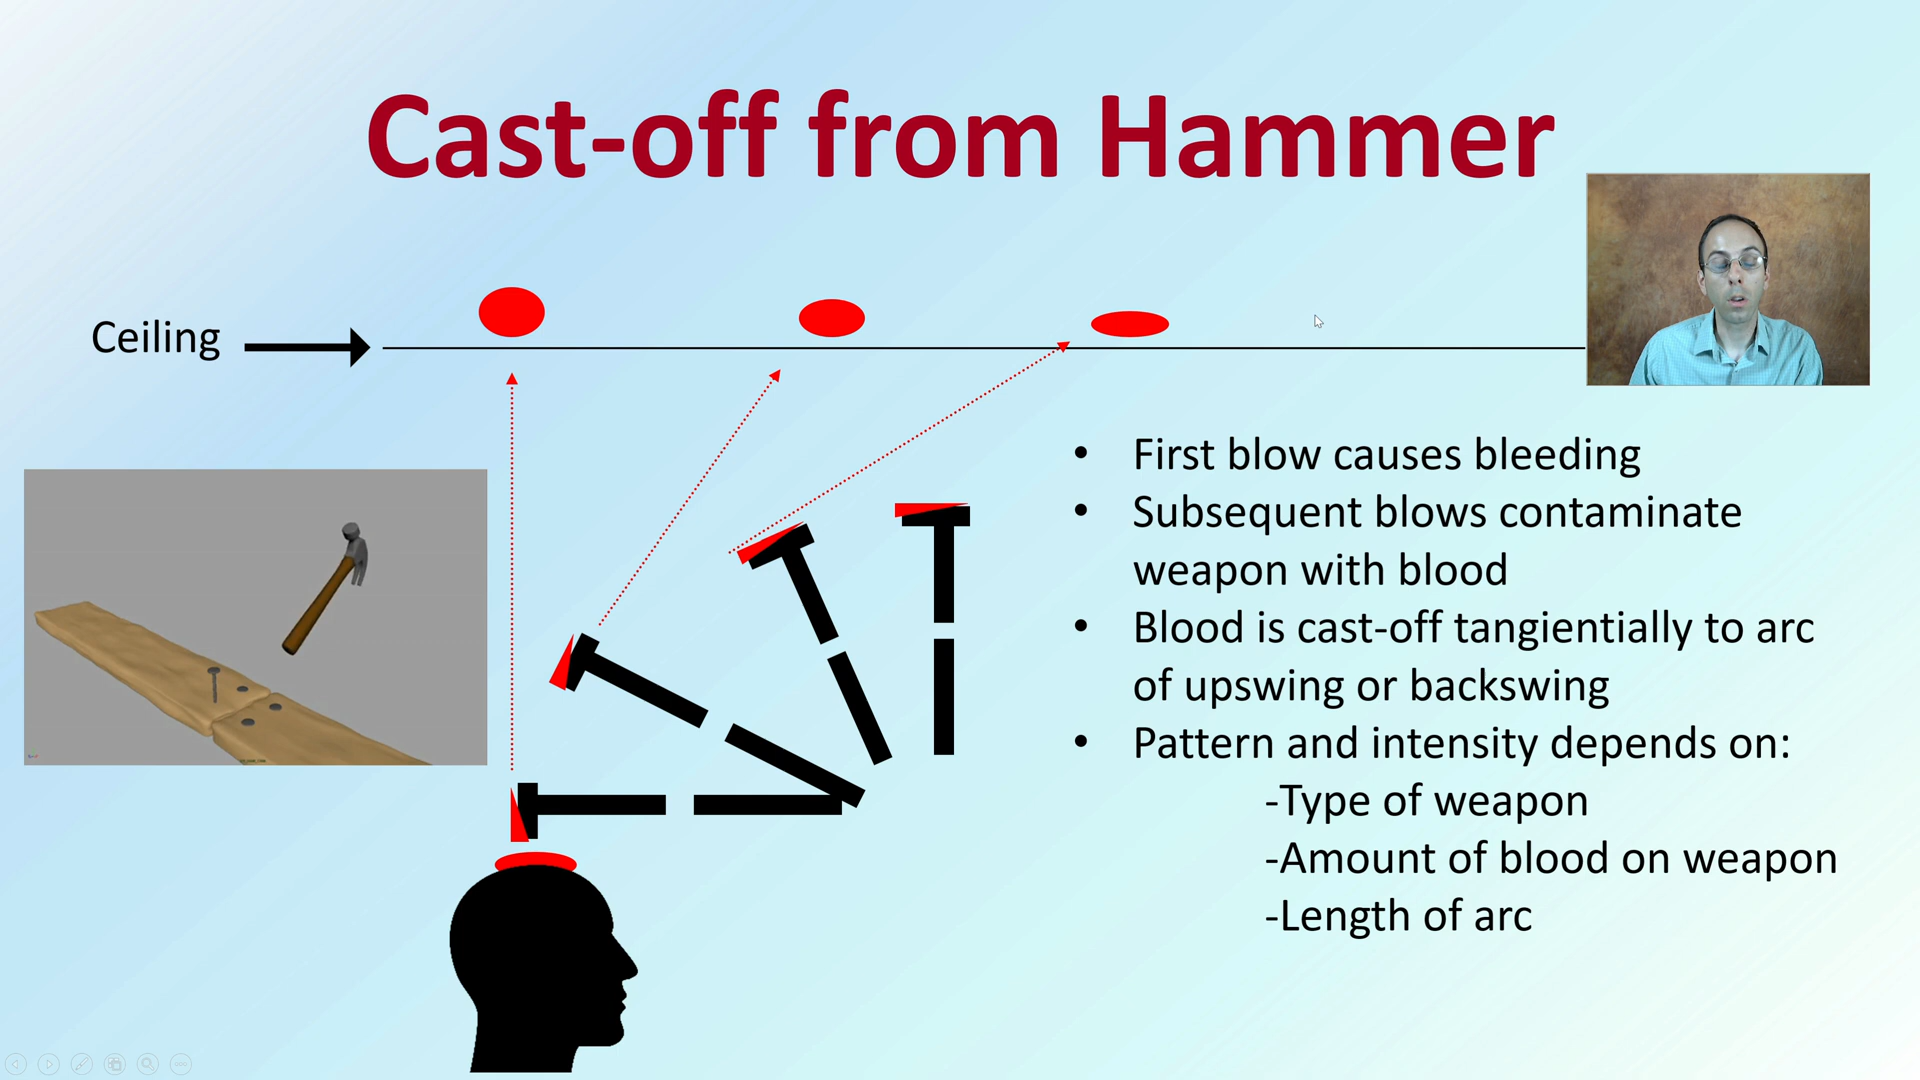 Cast-off from Hammer
Ceiling
• First blow causes bleeding
• Subsequent blows contaminate
weapon with blood
• Blood is cast-off tangientially to arc
of upswing or backswing
• Pattern and intensity depends on:
-Type of weapon
-Amount of blood on weapon
-Length of arc